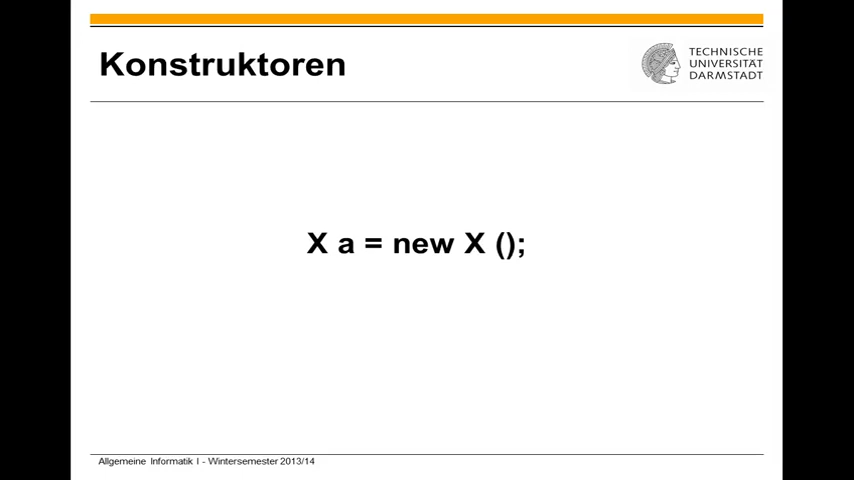 Konstruktoren
TECHNISCHE
UNIVERSITÄT
DARMSTADT
X a = new X ();
Allgemeine Informatik I - Wintersemester 2013/14